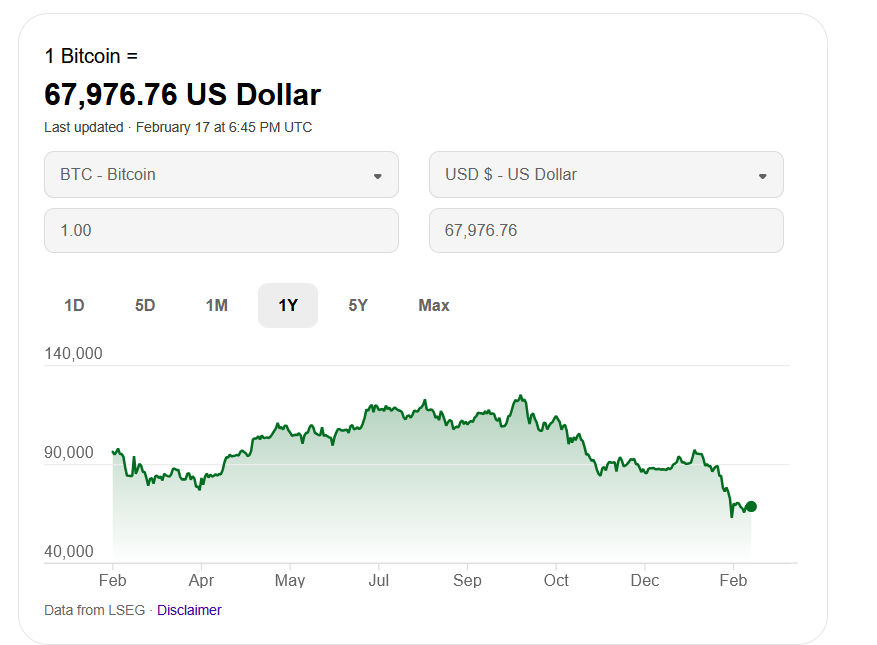 1 Bitcoin =
67,976.76 US Dollar
Last updated · February 17 at 6:45 PM UTC
BTC - Bitcoin USD $ - US Dollar
1.00 67,976.76
1D 5D 1M 1Y 5Y Max
140,000
90,000
40,000
Feb Apr May Jul Sep Oct Dec Feb
Data from LSEG · Disclaimer